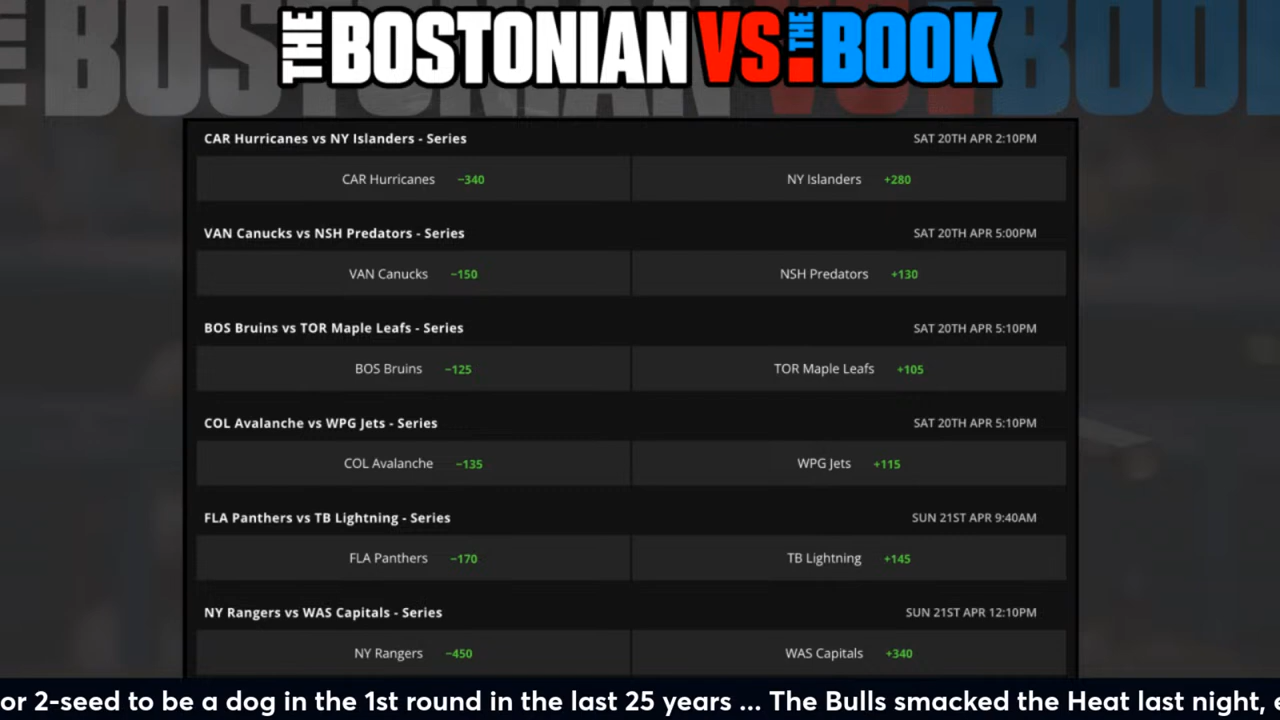 THE BOSTONIAN VS. THE BOOK
CAR Hurricanes vs NY Islanders - Series SAT 20TH APR 2:10PM
CAR Hurricanes −340 NY Islanders +280
VAN Canucks vs NSH Predators - Series SAT 20TH APR 5:00PM
VAN Canucks −150 NSH Predators +130
BOS Bruins vs TOR Maple Leafs - Series SAT 20TH APR 5:10PM
BOS Bruins −125 TOR Maple Leafs +105
COL Avalanche vs WPG Jets - Series SAT 20TH APR 5:10PM
COL Avalanche −135 WPG Jets +115
FLA Panthers vs TB Lightning - Series SUN 21ST APR 9:40AM
FLA Panthers −170 TB Lightning +145
NY Rangers vs WAS Capitals - Series SUN 21ST APR 12:10PM
NY Rangers −450 WAS Capitals +340
or 2-seed to be a dog in the 1st round in the last 25 years ... The Bulls smacked the Heat last night,